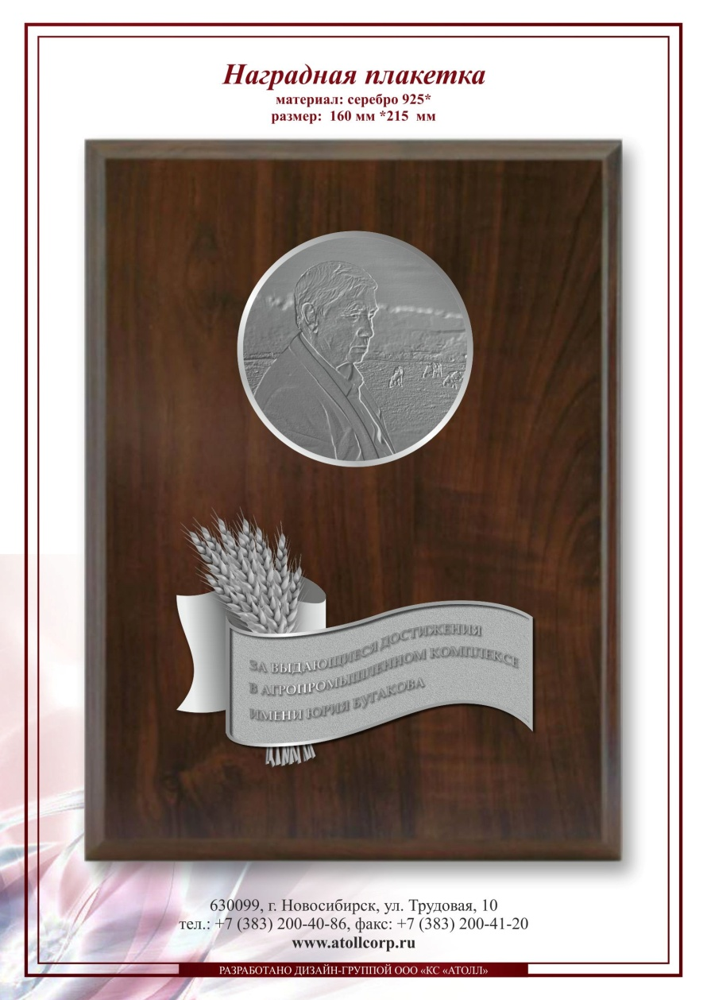 Наградная плакетка
материал: серебро 925*
размер: 160 мм *215 мм
ЗА ВЫДАЮЩИЕСЯ ДОСТИЖЕНИЯ
В АГРОПРОМЫШЛЕННОМ КОМПЛЕКСЕ
ИМЕНИ ЮРИЯ БУГАКОВА
630099, г. Новосибирск, ул. Трудовая, 10
тел.: +7 (383) 200-40-86, факс: +7 (383) 200-41-20
www.atollcorp.ru
РАЗРАБОТАНО ДИЗАЙН-ГРУППОЙ ООО «КС «АТОЛЛ»